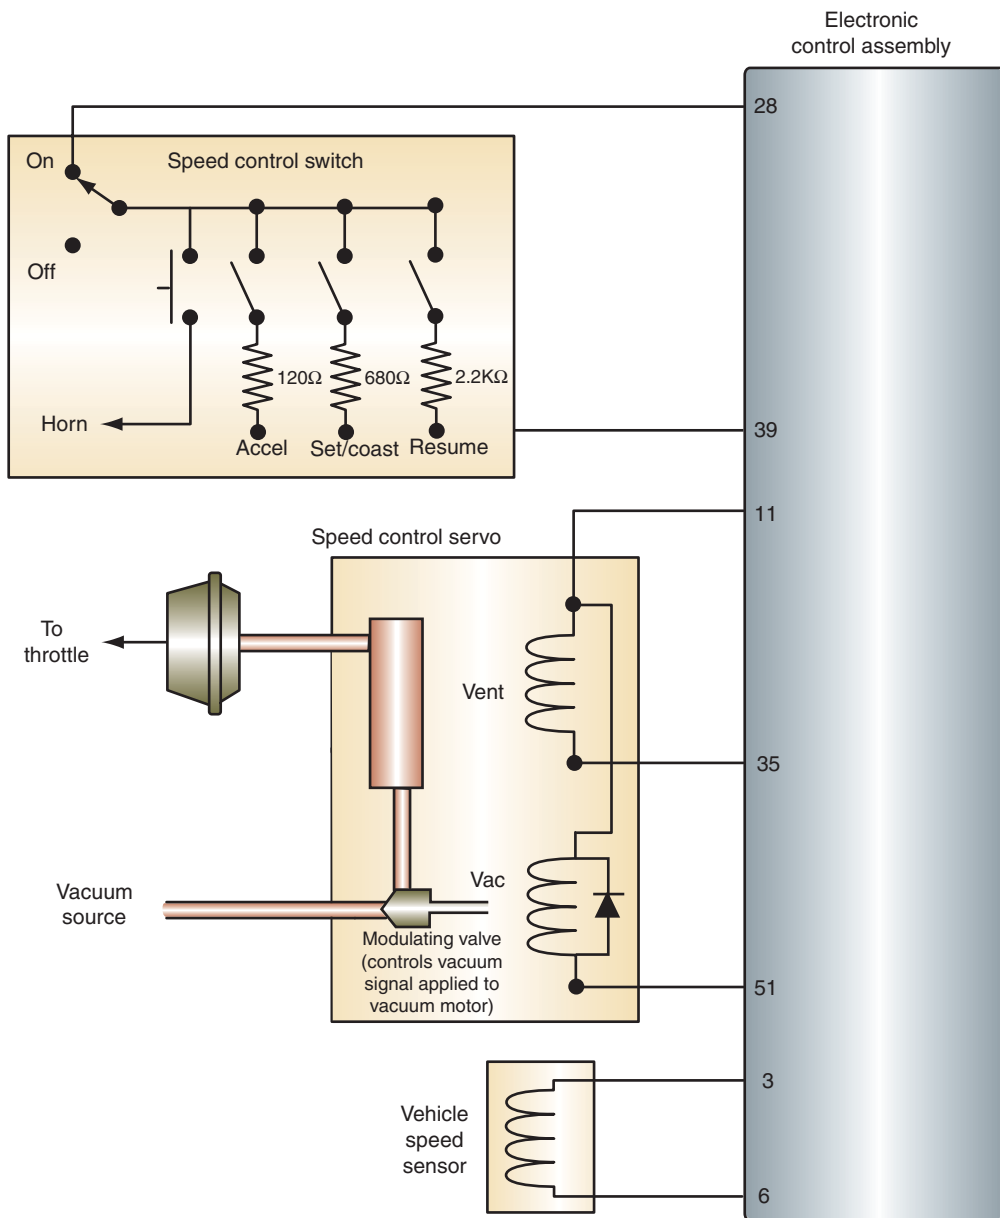 Electronic
control assembly
28
On
Speed control switch
Off
120Ω
680Ω
2.2KΩ
Horn
Accel
Set/coast
Resume
39
11
Speed control servo
To
throttle
Vent
35
Vacuum
source
Vac
Modulating valve
(controls vacuum
signal applied to
vacuum motor)
51
3
Vehicle
speed
sensor
6